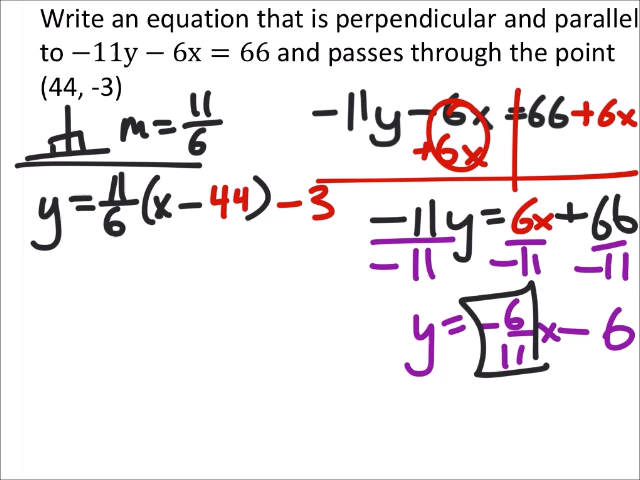 Write an equation that is perpendicular and parallel
to −11y − 6x = 66 and passes through the point
(44, -3)
m = 11/6
y = 11/6 (x − 44) − 3
−11y − 6x = 66 + 6x
+6x
−11y = 6x + 66
−11 −11 −11
y = −6/11 x − 6